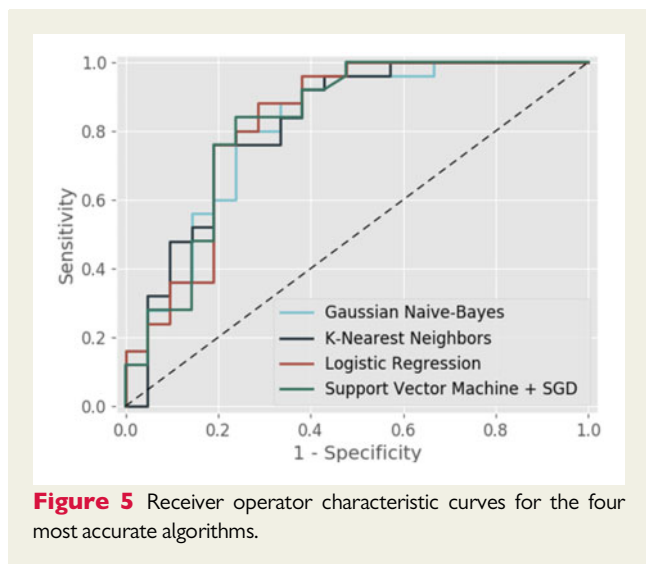 1.0
0.8
0.6
0.4
0.2
0.0
Sensitivity
Gaussian Naive-Bayes
K-Nearest Neighbors
Logistic Regression
Support Vector Machine + SGD
0.0 0.2 0.4 0.6 0.8 1.0
1 - Specificity
Figure 5 Receiver operator characteristic curves for the four
most accurate algorithms.